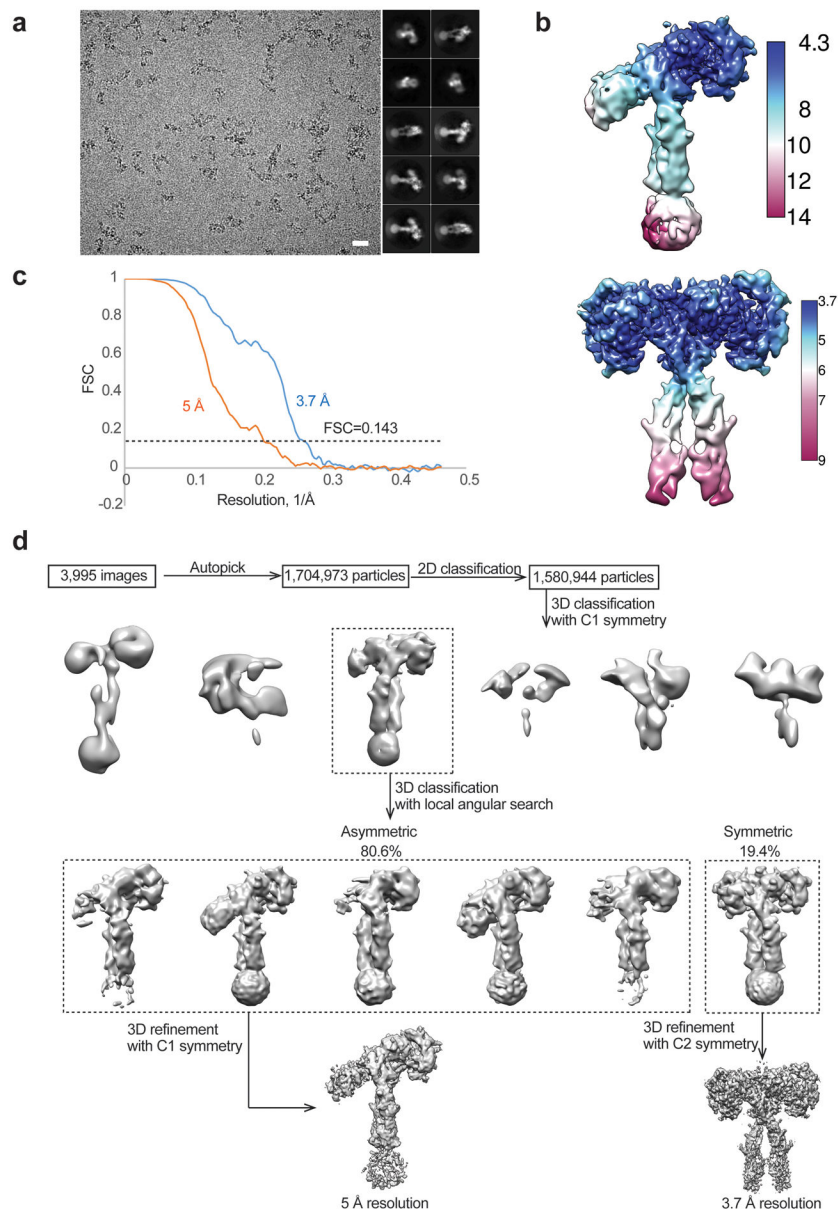 a
b
4.3
8
10
12
14
3.7
5
6
7
9
c
1
0.8
0.6
0.4
0.2
0
-0.2
FSC
5 Å
3.7 Å
FSC=0.143
0
0.1
0.2
0.3
0.4
0.5
Resolution, 1/Å
d
3,995 images
Autopick
1,704,973 particles
2D classification
1,580,944 particles
3D classification
with C1 symmetry
3D classification
with local angular search
Asymmetric
80.6%
Symmetric
19.4%
3D refinement
with C1 symmetry
3D refinement
with C2 symmetry
5 Å resolution
3.7 Å resolution